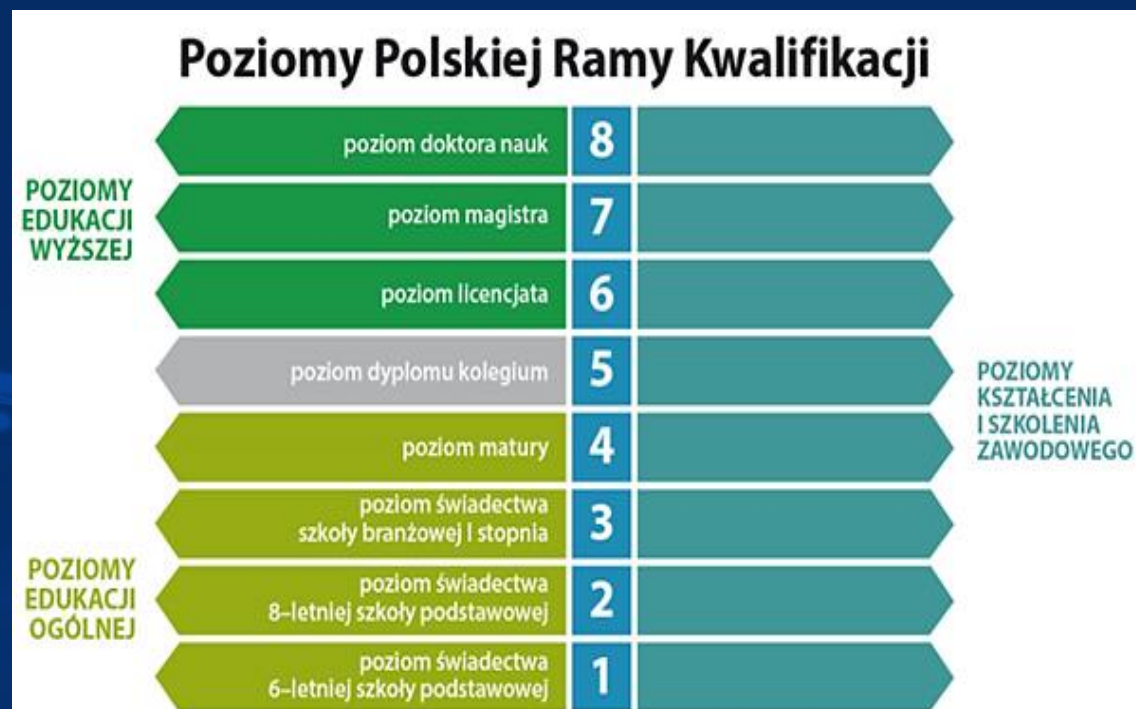 Poziomy Polskiej Ramy Kwalifikacji
POZIOMY
EDUKACJI
WYŻSZEJ
poziom doktora nauk 8
poziom magistra 7
poziom licencjata 6
poziom dyplomu kolegium 5
poziom matury 4
poziom świadectwa
szkoły branżowej I stopnia 3
poziom świadectwa
8–letniej szkoły podstawowej 2
poziom świadectwa
6–letniej szkoły podstawowej 1
POZIOMY
EDUKACJI
OGÓLNEJ
POZIOMY
KSZTAŁCENIA
I SZKOLENIA
ZAWODOWEGO